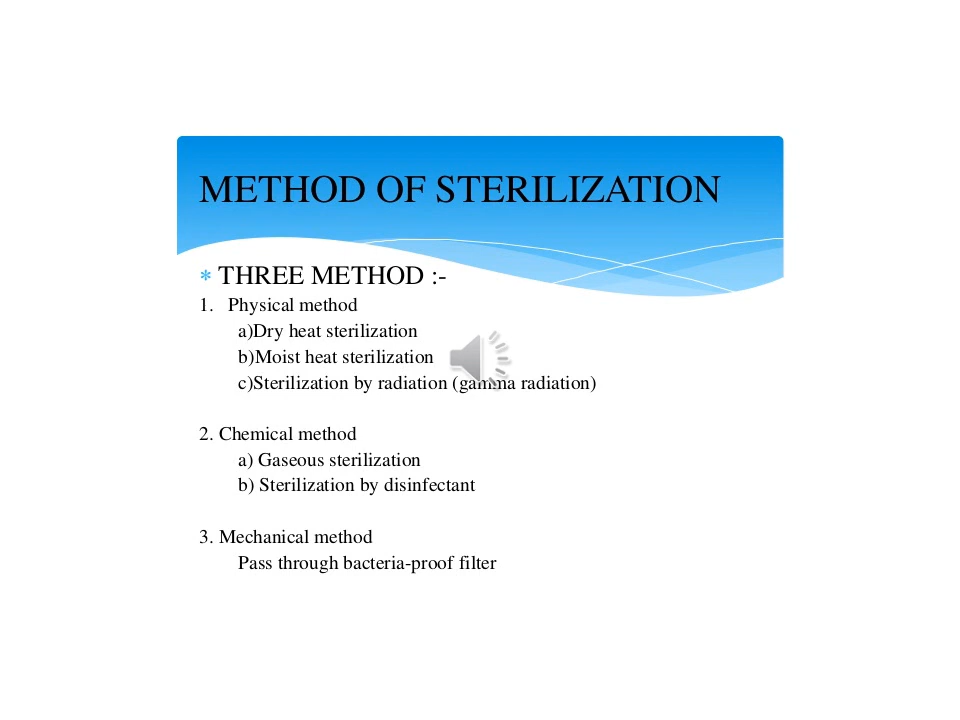 METHOD OF STERILIZATION
* THREE METHOD :-
1. Physical method
a)Dry heat sterilization
b)Moist heat sterilization
c)Sterilization by radiation (gamma radiation)
2. Chemical method
a) Gaseous sterilization
b) Sterilization by disinfectant
3. Mechanical method
Pass through bacteria-proof filter